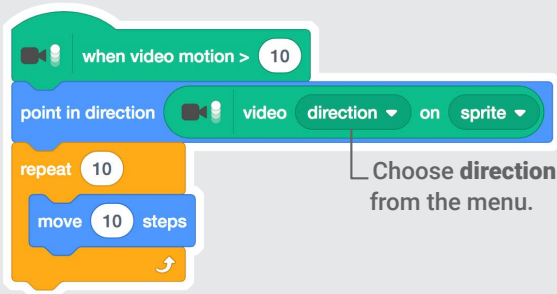 when video motion > 10
point in direction video direction on sprite
repeat 10
Choose direction
from the menu.
move 10 steps